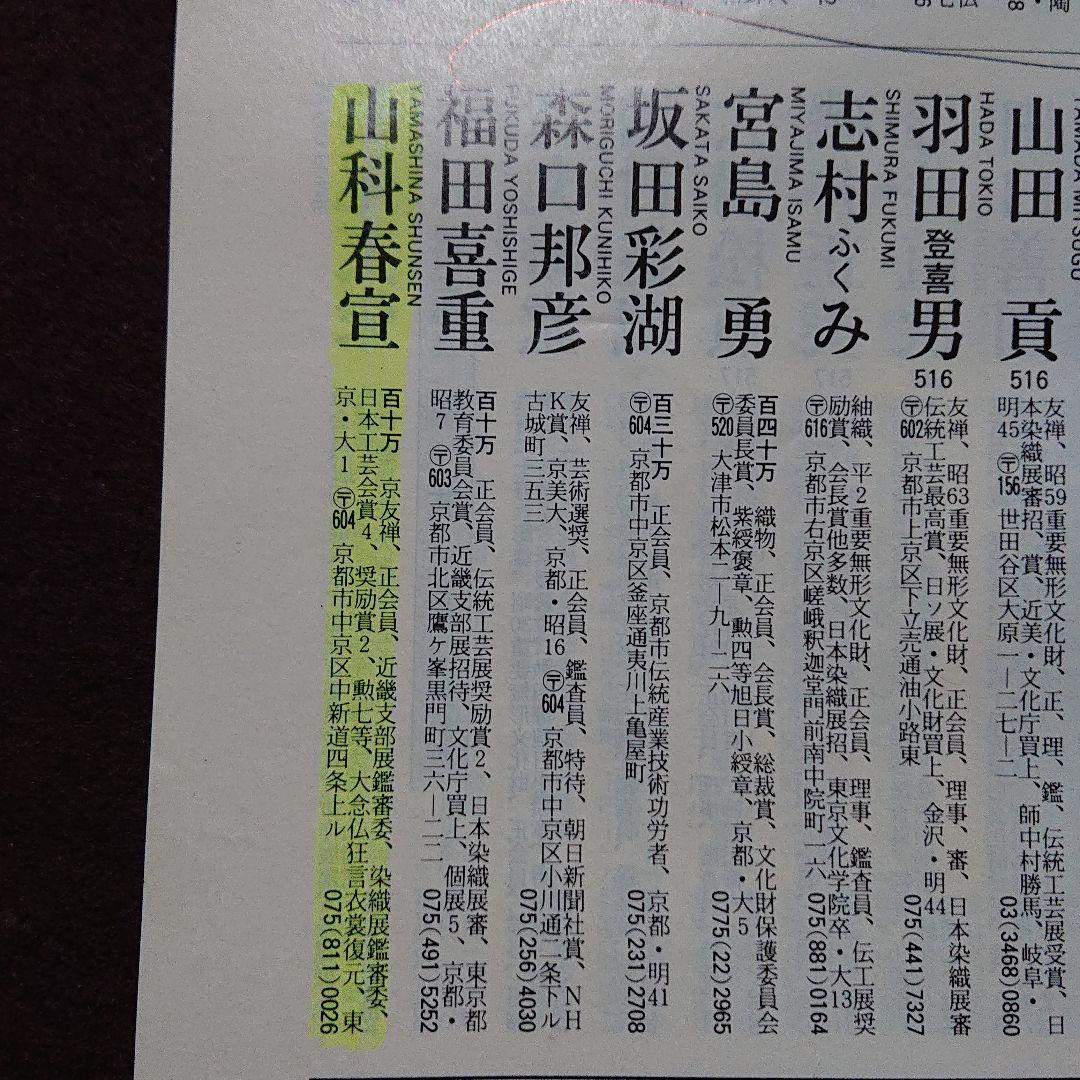 山田 貢
YAMADA MITSUGU
516
友禅、昭59重要無形文化財、正、理、鑑、伝統工芸展受賞、日
本染織展審招、賞、近美・文化庁買上、師中村勝馬、岐阜・
明45 〒156 世田谷区大原一―二七―二
03(3468)0860
羽田登喜男
HADA TOKIO
516
友禅、昭63重要無形文化財、正会員、理事、審、日本染織展審
伝統工芸最高賞、日ソ展・文化財買上、金沢・明44
〒602 京都市上京区下立売通油小路東
075(441)7327
志村ふくみ
SHIMURA FUKUMI
紬織、平2重要無形文化財、正会員、理事、鑑査員、伝工展奨
励賞、会長賞他多数、日本染織展招、東京文化学院卒・大13
〒616 京都市右京区嵯峨釈迦堂門前南中院町一六
075(881)0164
宮島 勇
MIYAJIMA ISAMU
百四十万 織物、正会員、会長賞、総裁賞、文化財保護委員会
委員長賞、紫綬褒章、勲四等旭日小綬章、京都・大5
〒520 大津市松本二―九―二六
0775(22)2965
坂田彩湖
SAKATA SAIKO
百三十万 正会員、京都市伝統産業技術功労者、京都・明41
〒604 京都市中京区釜座通夷川上亀屋町
075(231)2708
森口邦彦
MORIGUCHI KUNIHIKO
友禅、芸術選奨、正会員、鑑査員、特待、朝日新聞社賞、NH
K賞、京美大、京都・昭16 〒604 京都市中京区小川通二条下ル
古城町三五三
075(256)4030
福田喜重
FUKUDA YOSHISHIGE
百十万 正会員、伝統工芸展奨励賞2、日本染織展審、東京都
教育委員会賞、近畿支部展招待、文化庁買上、個展5、京都・
昭7 〒603 京都市北区鷹ヶ峯黒門町三六―二二
075(491)5252
山科春宣
YAMASHINA SHUNSEN
百十万 京友禅、正会員、近畿支部展鑑審委、染織展鑑審委、
日本工芸会賞4、奨励賞2、勲七等、大念仏狂言衣裳復元、東
京・大1 〒604 京都市中京区中新道四条上ル
075(811)0026